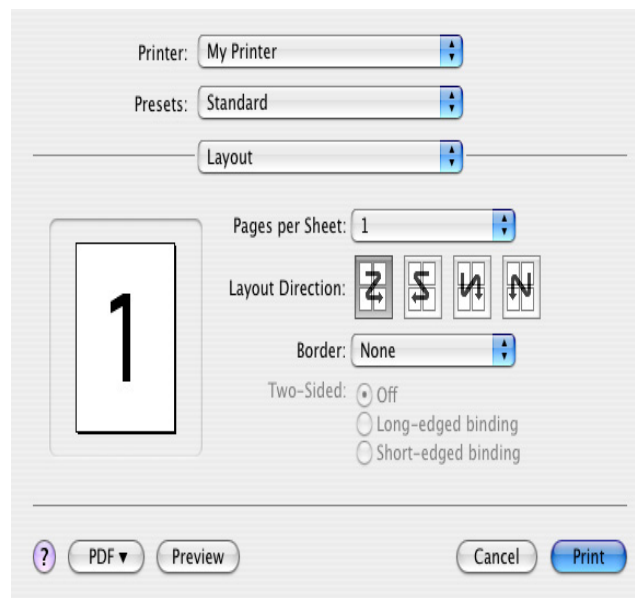 Printer: My Printer
Presets: Standard
Layout
Pages per Sheet: 1
Layout Direction:
Border: None
Two-Sided: Off
Long-edged binding
Short-edged binding
1
? PDF▼ Preview Cancel Print